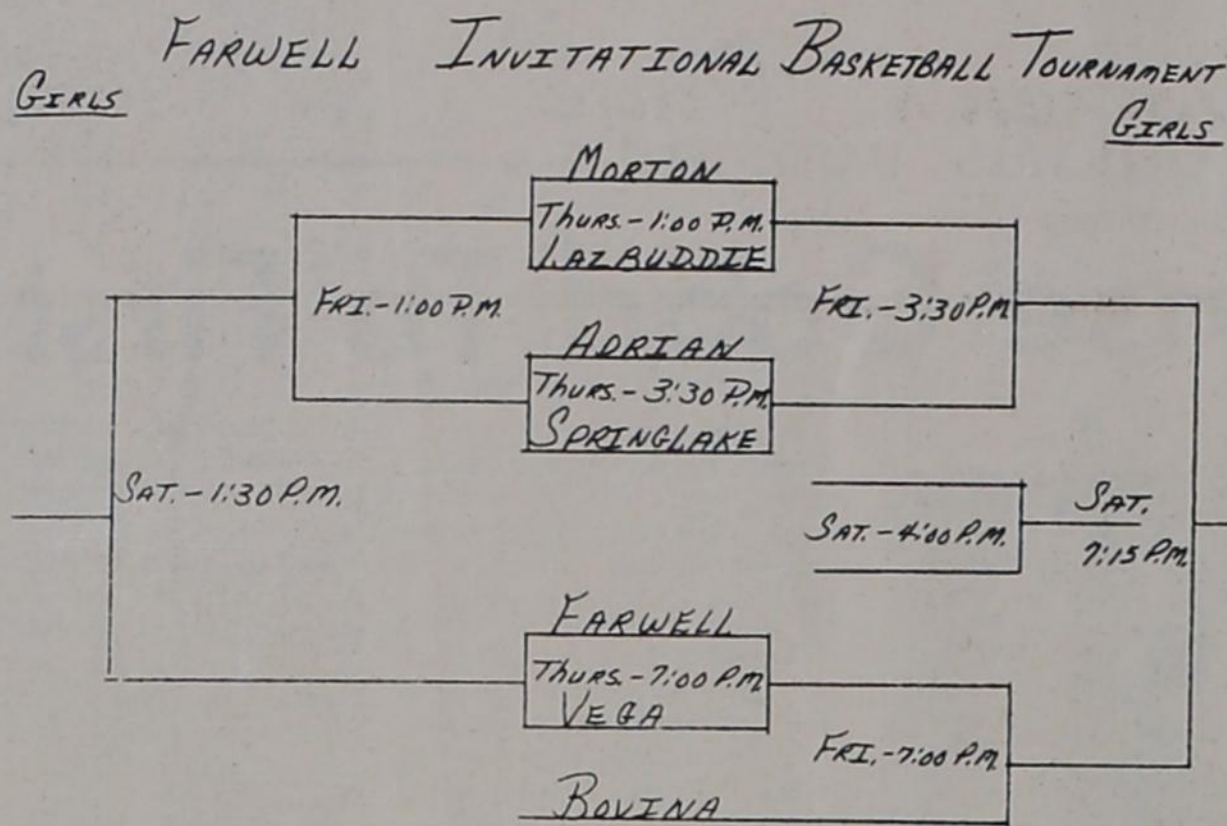 FARWELL INVITATIONAL BASKETBALL TOURNAMENT
GIRLS
GIRLS
MORTON
THURS. - 1:00 P.M.
LAZBUDDIE
FRI. - 1:00 P.M.
FRI. - 3:30 P.M.
ADRIAN
THURS. - 3:30 P.M.
SPRINGLAKE
SAT. - 1:30 P.M.
SAT. - 4:00 P.M.
SAT.
7:15 P.M.
FARWELL
THURS. - 7:00 P.M.
VEGA
FRI. - 7:00 P.M.
BOVINA